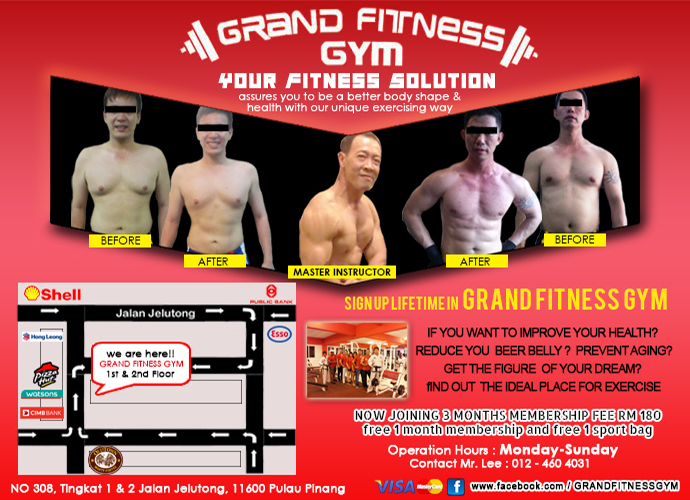 GRAND FITNESS
GYM
YOUR FITNESS SOLUTION
assures you to be a better body shape &
health with our unique exercising way
BEFORE
AFTER
MASTER INSTRUCTOR
AFTER
BEFORE
Shell
PUBLIC BANK
Jalan Jelutong
Hong Leong
Esso
we are here!!
GRAND FITNESS GYM
1st & 2nd Floor
Pizza Hut
watsons
CIMB BANK
SIGN UP LIFETIME IN GRAND FITNESS GYM
IF YOU WANT TO IMPROVE YOUR HEALTH?
REDUCE YOU BEER BELLY ? PREVENT AGING?
GET THE FIGURE OF YOUR DREAM?
fIND OUT THE IDEAL PLACE FOR EXERCISE
NOW JOINING 3 MONTHS MEMBERSHIP FEE RM 180
free 1 month membership and free 1 sport bag
Operation Hours : Monday-Sunday
Contact Mr. Lee : 012 - 460 4031
NO 308, Tingkat 1 & 2 Jalan Jelutong, 11600 Pulau Pinang
VISA MasterCard f www.facebook.com / GRANDFITNESSGYM